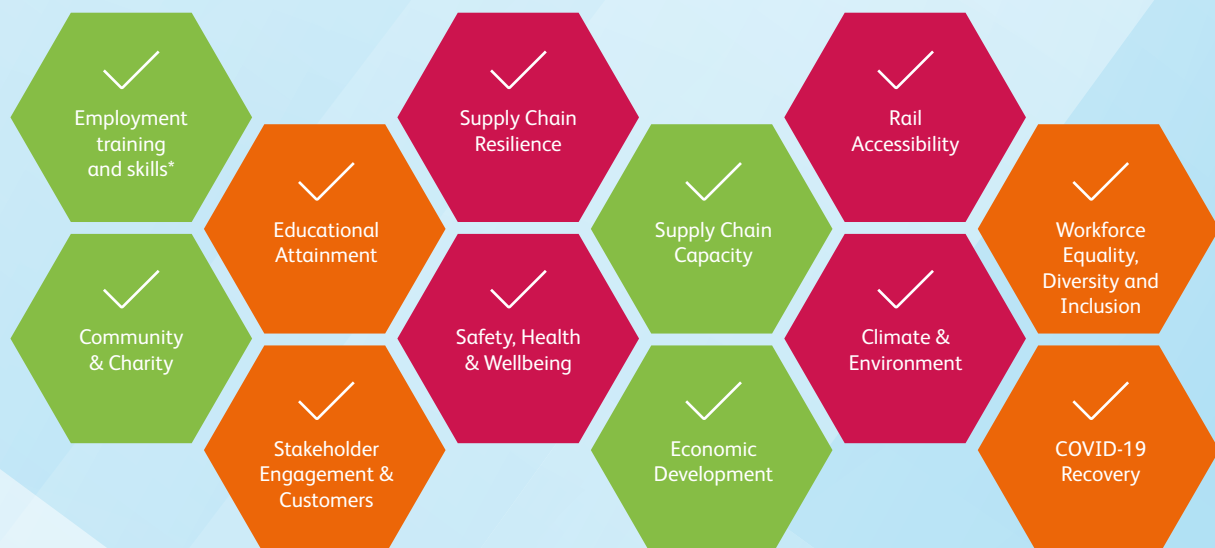 Employment
training
and skills*
Supply Chain
Resilience
Rail
Accessibility
Educational
Attainment
Supply Chain
Capacity
Workforce
Equality,
Diversity and
Inclusion
Community
& Charity
Safety, Health
& Wellbeing
Climate &
Environment
Stakeholder
Engagement &
Customers
Economic
Development
COVID-19
Recovery